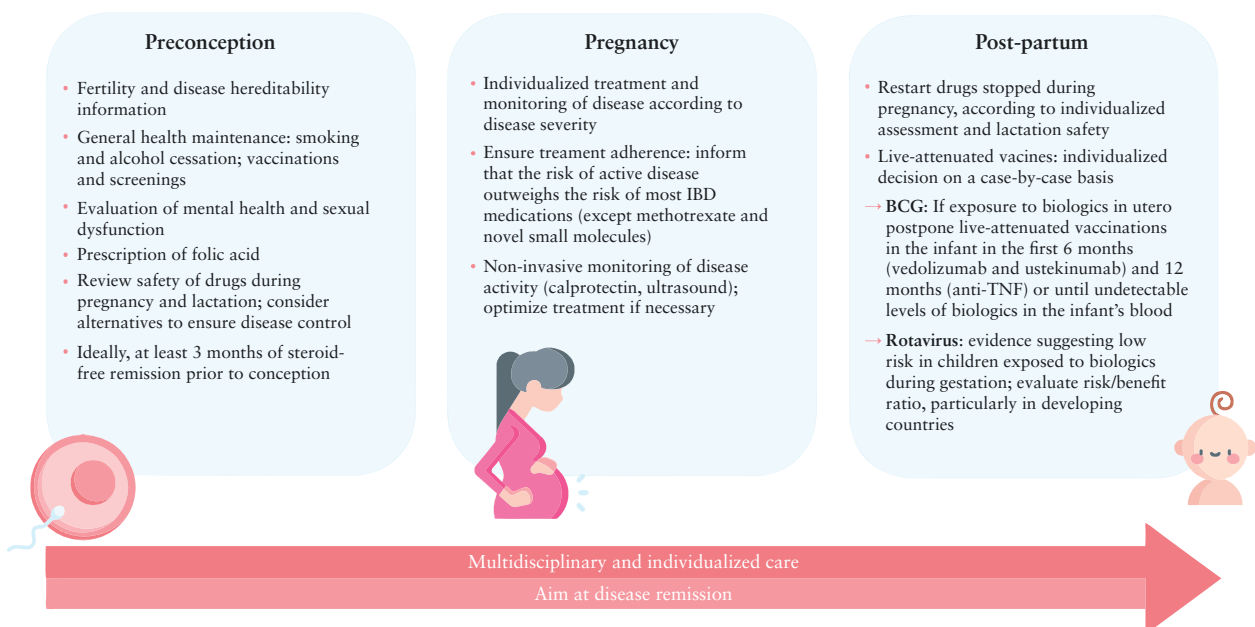 Preconception
• Fertility and disease hereditability
information
• General health maintenance: smoking
and alcohol cessation; vaccinations
and screenings
• Evaluation of mental health and sexual
dysfunction
• Prescription of folic acid
• Review safety of drugs during
pregnancy and lactation; consider
alternatives to ensure disease control
• Ideally, at least 3 months of steroid-
free remission prior to conception
Pregnancy
• Individualized treatment and
monitoring of disease according to
disease severity
• Ensure treament adherence: inform
that the risk of active disease
outweighs the risk of most IBD
medications (except methotrexate and
novel small molecules)
• Non-invasive monitoring of disease
activity (calprotectin, ultrasound);
optimize treatment if necessary
Post-partum
• Restart drugs stopped during
pregnancy, according to individualized
assessment and lactation safety
• Live-attenuated vacines: individualized
decision on a case-by-case basis
→ BCG: If exposure to biologics in utero
postpone live-attenuated vaccinations
in the infant in the first 6 months
(vedolizumab and ustekinumab) and 12
months (anti-TNF) or until undetectable
levels of biologics in the infant's blood
→ Rotavirus: evidence suggesting low
risk in children exposed to biologics
during gestation; evaluate risk/benefit
ratio, particularly in developing
countries
Multidisciplinary and individualized care
Aim at disease remission